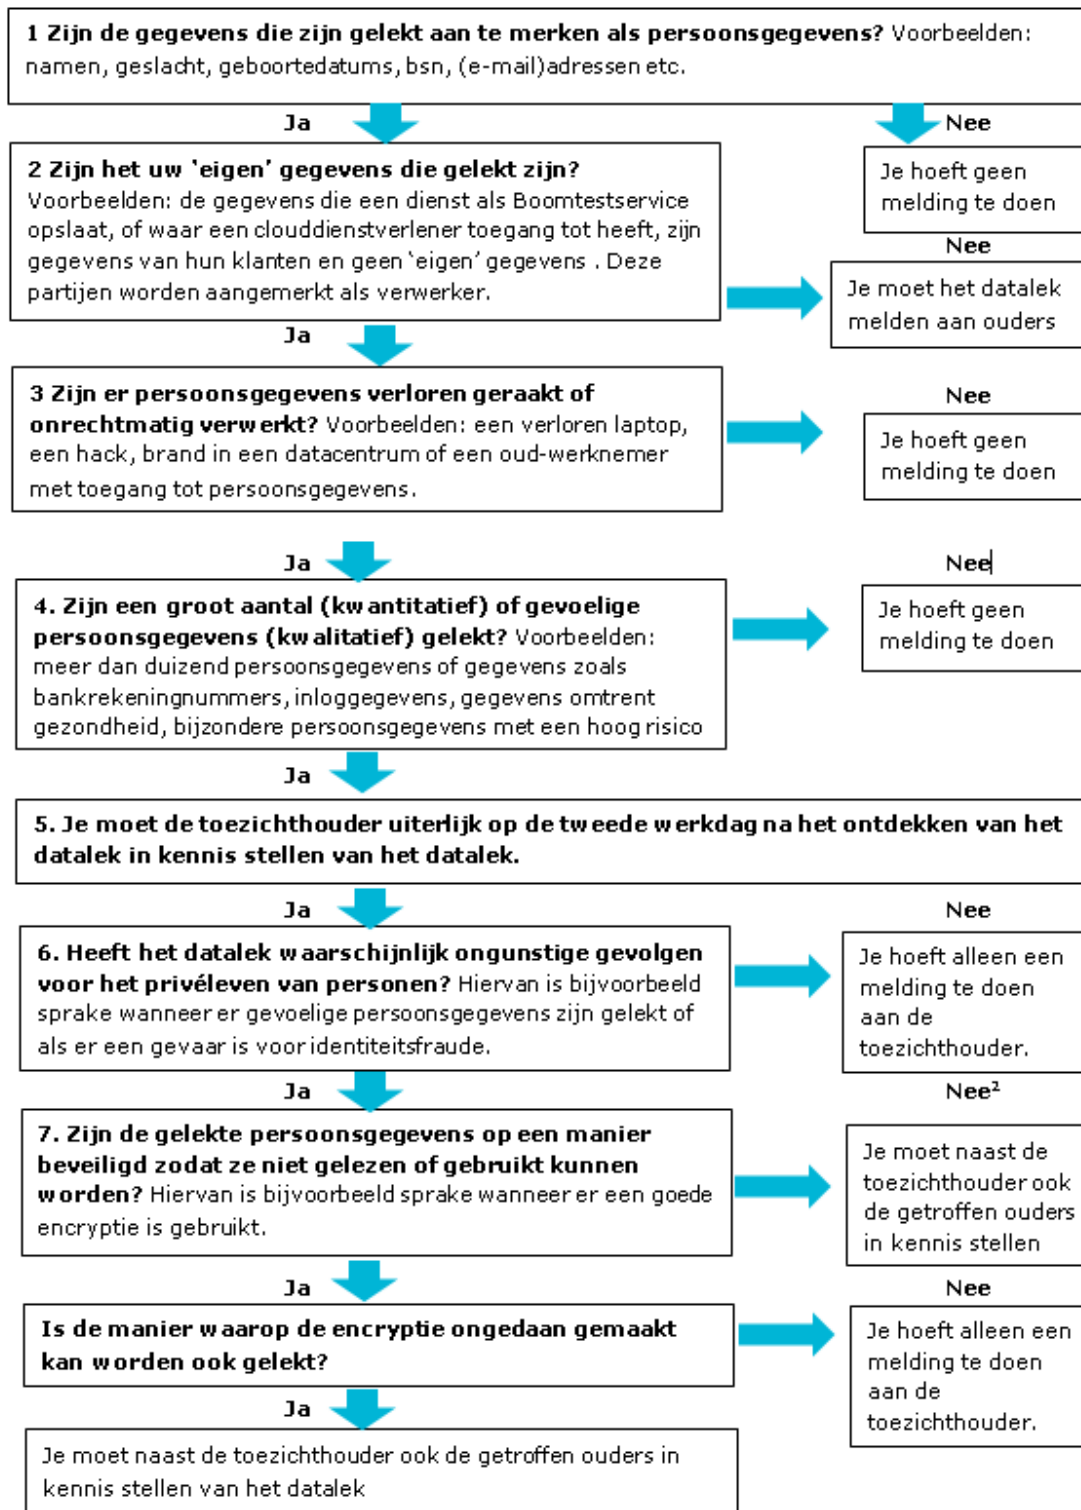 1 Zijn de gegevens die zijn gelekt aan te merken als persoonsgegevens? Voorbeelden:
namen, geslacht, geboortedatums, bsn, (e-mail)adressen etc.
Ja
Nee
2 Zijn het uw 'eigen' gegevens die gelekt zijn?
Voorbeelden: de gegevens die een dienst als Boomtestservice
opslaat, of waar een clouddienstverlener toegang tot heeft, zijn
gegevens van hun klanten en geen 'eigen' gegevens . Deze
partijen worden aangemerkt als verwerker.
Je hoeft geen
melding te doen
Nee
Je moet het datalek
melden aan ouders
Ja
3 Zijn er persoonsgegevens verloren geraakt of
onrechtmatig verwerkt? Voorbeelden: een verloren laptop,
een hack, brand in een datacentrum of een oud-werknemer
met toegang tot persoonsgegevens.
Nee
Je hoeft geen
melding te doen
Ja
Nee
4. Zijn een groot aantal (kwantitatief) of gevoelige
persoonsgegevens (kwalitatief) gelekt? Voorbeelden:
meer dan duizend persoonsgegevens of gegevens zoals
bankrekeningnummers, inloggegevens, gegevens omtrent
gezondheid, bijzondere persoonsgegevens met een hoog risico
Je hoeft geen
melding te doen
Ja
5. Je moet de toezichthouder uiterlijk op de tweede werkdag na het ontdekken van het
datalek in kennis stellen van het datalek.
Ja
Nee
6. Heeft het datalek waarschijnlijk ongunstige gevolgen
voor het privéleven van personen? Hiervan is bijvoorbeeld
sprake wanneer er gevoelige persoonsgegevens zijn gelekt of
als er een gevaar is voor identiteitsfraude.
Je hoeft alleen een
melding te doen
aan de
toezichthouder.
Ja
Nee²
7. Zijn de gelekte persoonsgegevens op een manier
beveiligd zodat ze niet gelezen of gebruikt kunnen
worden? Hiervan is bijvoorbeeld sprake wanneer er een goede
encryptie is gebruikt.
Je moet naast de
toezichthouder ook
de getroffen ouders
in kennis stellen
Ja
Nee
Is de manier waarop de encryptie ongedaan gemaakt
kan worden ook gelekt?
Je hoeft alleen een
melding te doen
aan de
toezichthouder.
Ja
Je moet naast de toezichthouder ook de getroffen ouders in
kennis stellen van het datalek